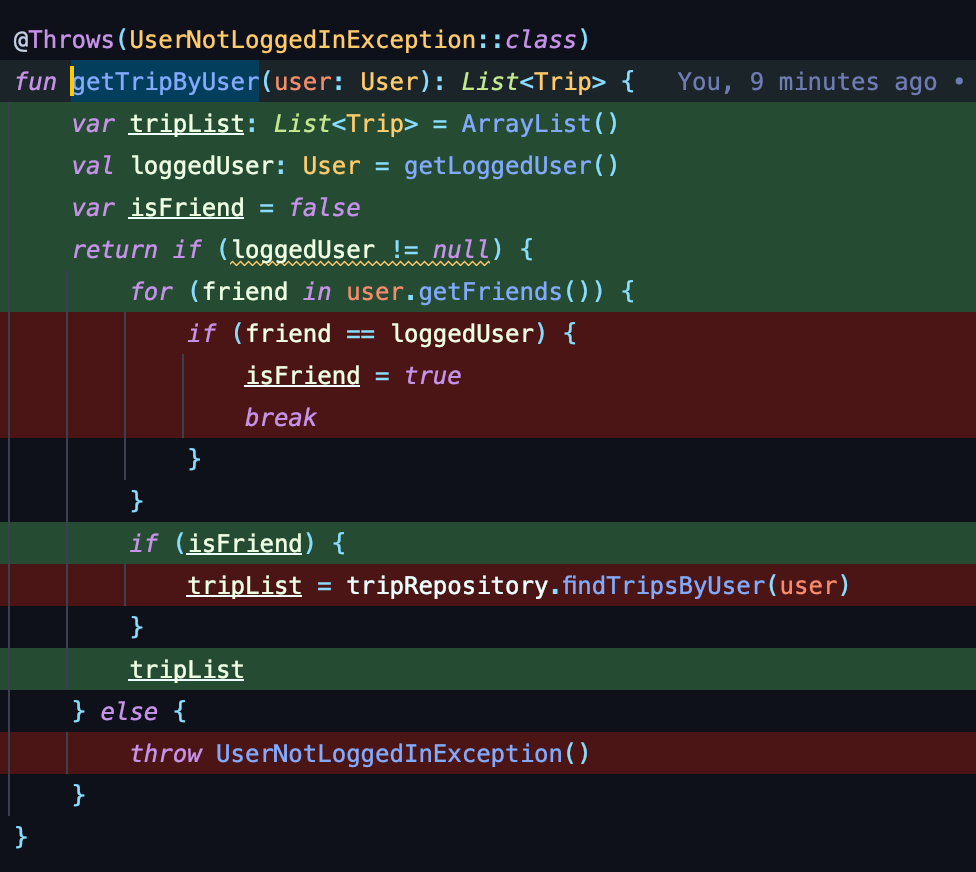 @Throws(UserNotLoggedInException::class)
fun getTripByUser(user: User): List<Trip> {    You, 9 minutes ago •
    var tripList: List<Trip> = ArrayList()
    val loggedUser: User = getLoggedUser()
    var isFriend = false
    return if (loggedUser != null) {
        for (friend in user.getFriends()) {
            if (friend == loggedUser) {
                isFriend = true
                break
            }
        }
        if (isFriend) {
            tripList = tripRepository.findTripsByUser(user)
        }
        tripList
    } else {
        throw UserNotLoggedInException()
    }
}